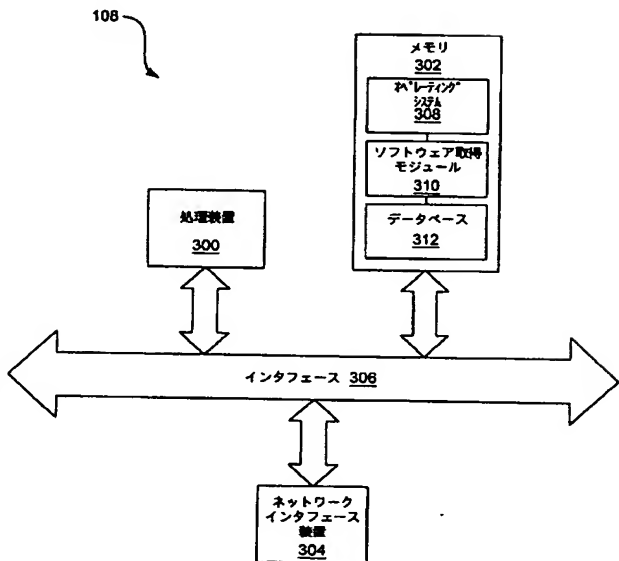 108
メモリ
302
オペレーティング
システム
308
ソフトウェア取得
モジュール
310
データベース
312
処理装置
300
インタフェース 306
ネットワーク
インタフェース
装置
304